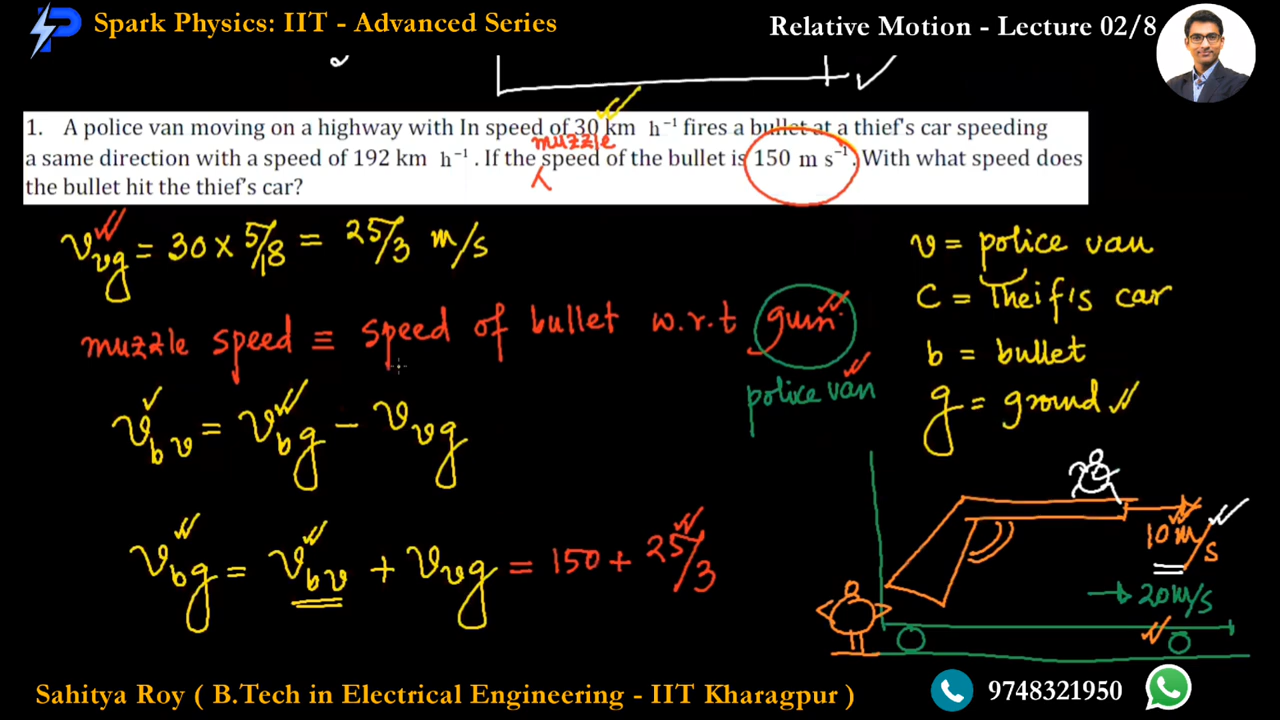 Spark Physics: IIT - Advanced Series
Relative Motion - Lecture 02/8
1. A police van moving on a highway with In speed of 30 km h⁻¹ fires a bullet at a thief's car speeding
muzzle
a same direction with a speed of 192 km h⁻¹. If the speed of the bullet is 150 m s⁻¹. With what speed does
the bullet hit the thief's car?
v_vg = 30 × 5/18 = 25/3 m/s
v = police van
C = Theif's car
muzzle speed ≡ speed of bullet w.r.t gun
police van
b = bullet
g = ground
v_bv = v_bg − v_vg
v_bg = v_bv + v_vg = 150 + 25/3
10 m/s
20 m/s
Sahitya Roy ( B.Tech in Electrical Engineering - IIT Kharagpur )
9748321950